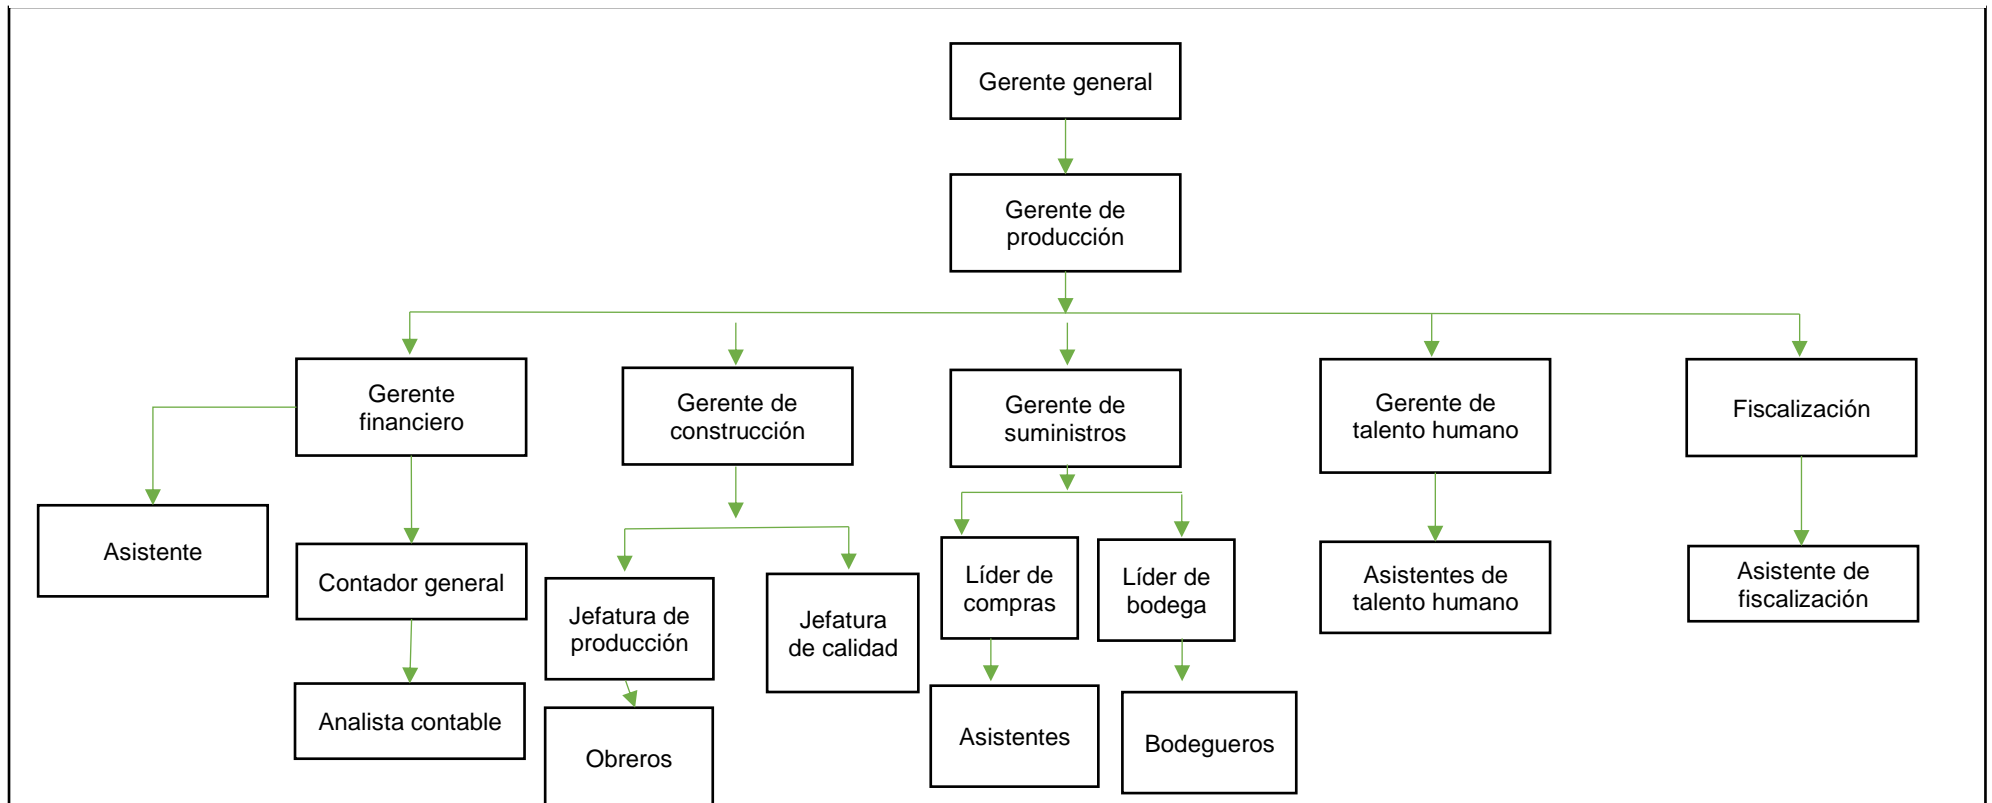 Gerente general
Gerente de
producción
Gerente
financiero
Gerente de
construcción
Gerente de
suministros
Gerente de
talento humano
Fiscalización
Asistente
Contador general
Jefatura de
producción
Jefatura
de calidad
Líder de
compras
Líder de
bodega
Asistentes de
talento humano
Asistente de
fiscalización
Analista contable
Obreros
Asistentes
Bodegueros